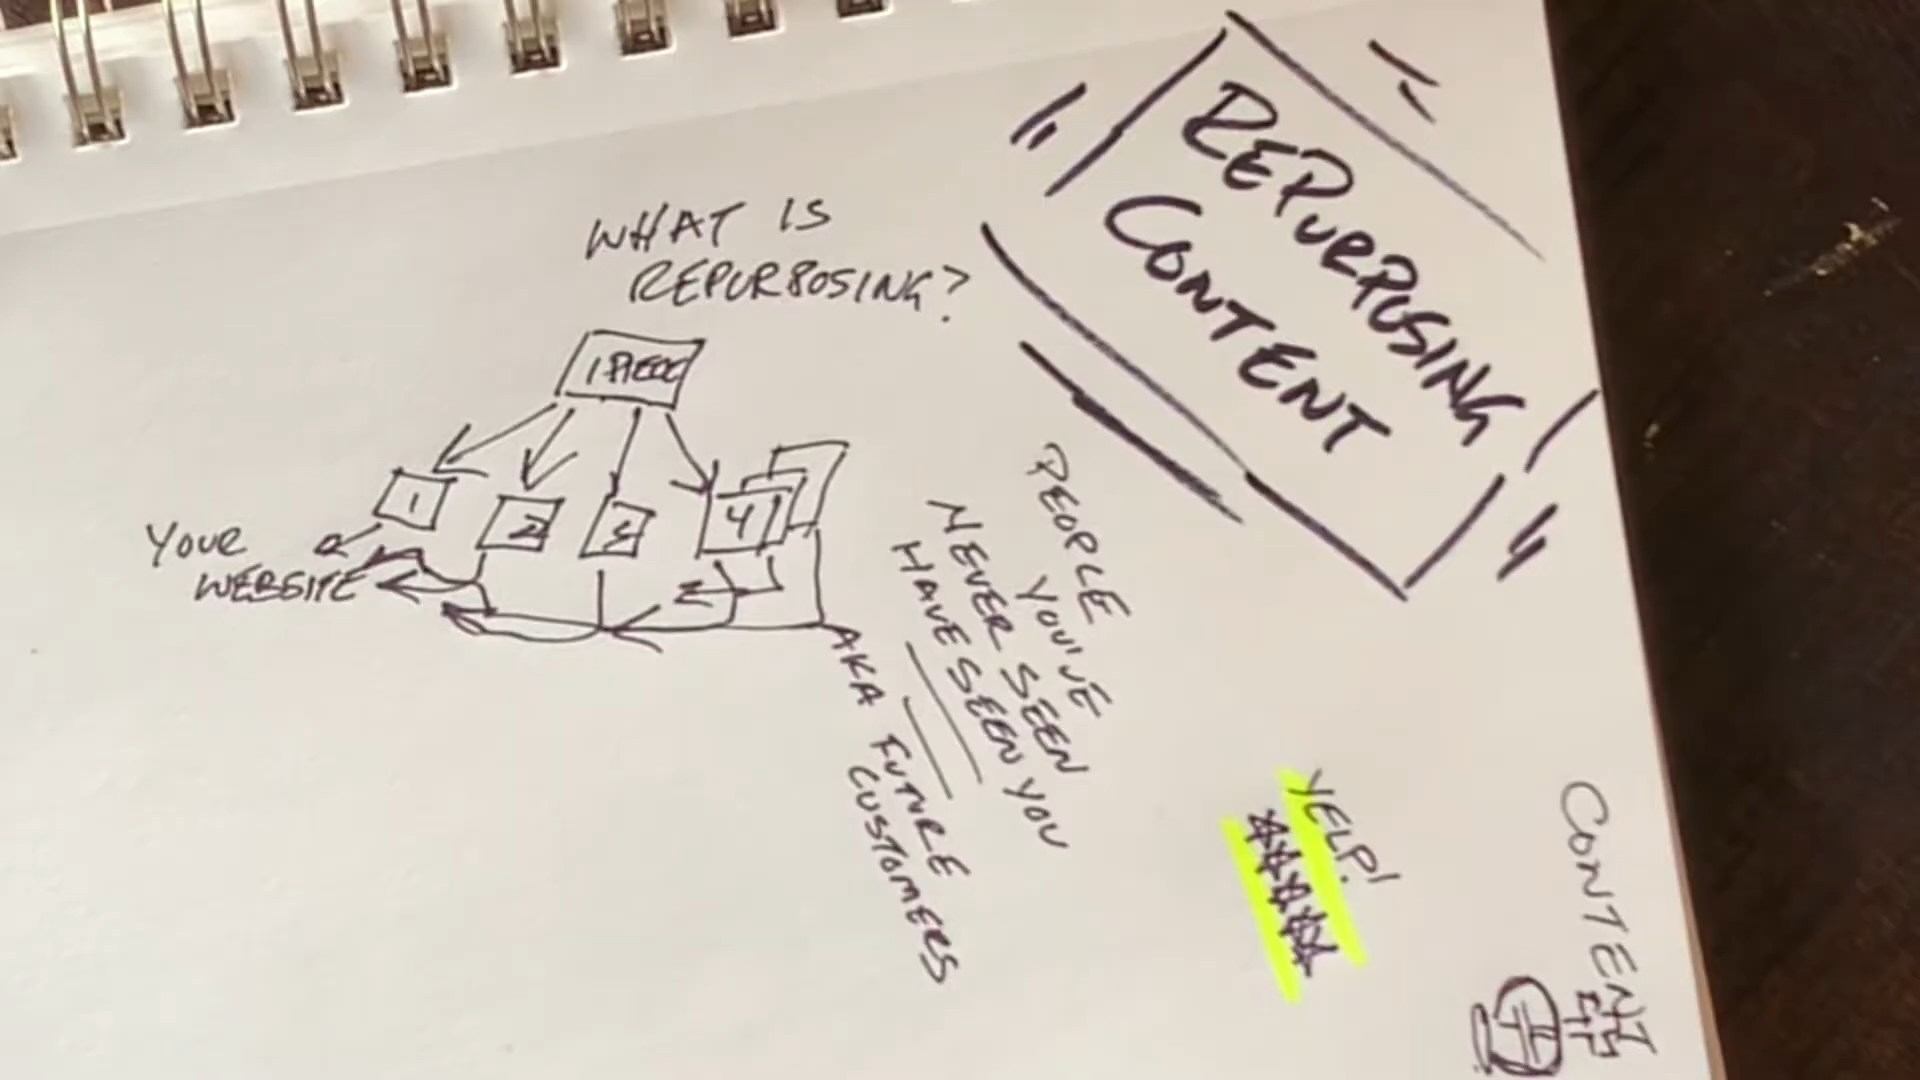 REPURPOSING
CONTENT
WHAT IS
REPURBOSING?
1 PIECE
1
2
3
4
YOUR
WEBSITE
PEOPLE
YOU'VE
NEVER SEEN
HAVE SEEN YOU
AKA FUTURE
CUSTOMERS
YELP!
CONTENT